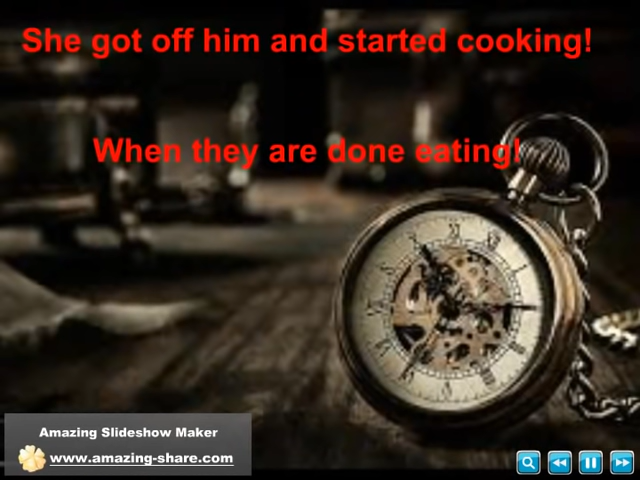 She got off him and started cooking!
When they are done eating!
Amazing Slideshow Maker
www.amazing-share.com